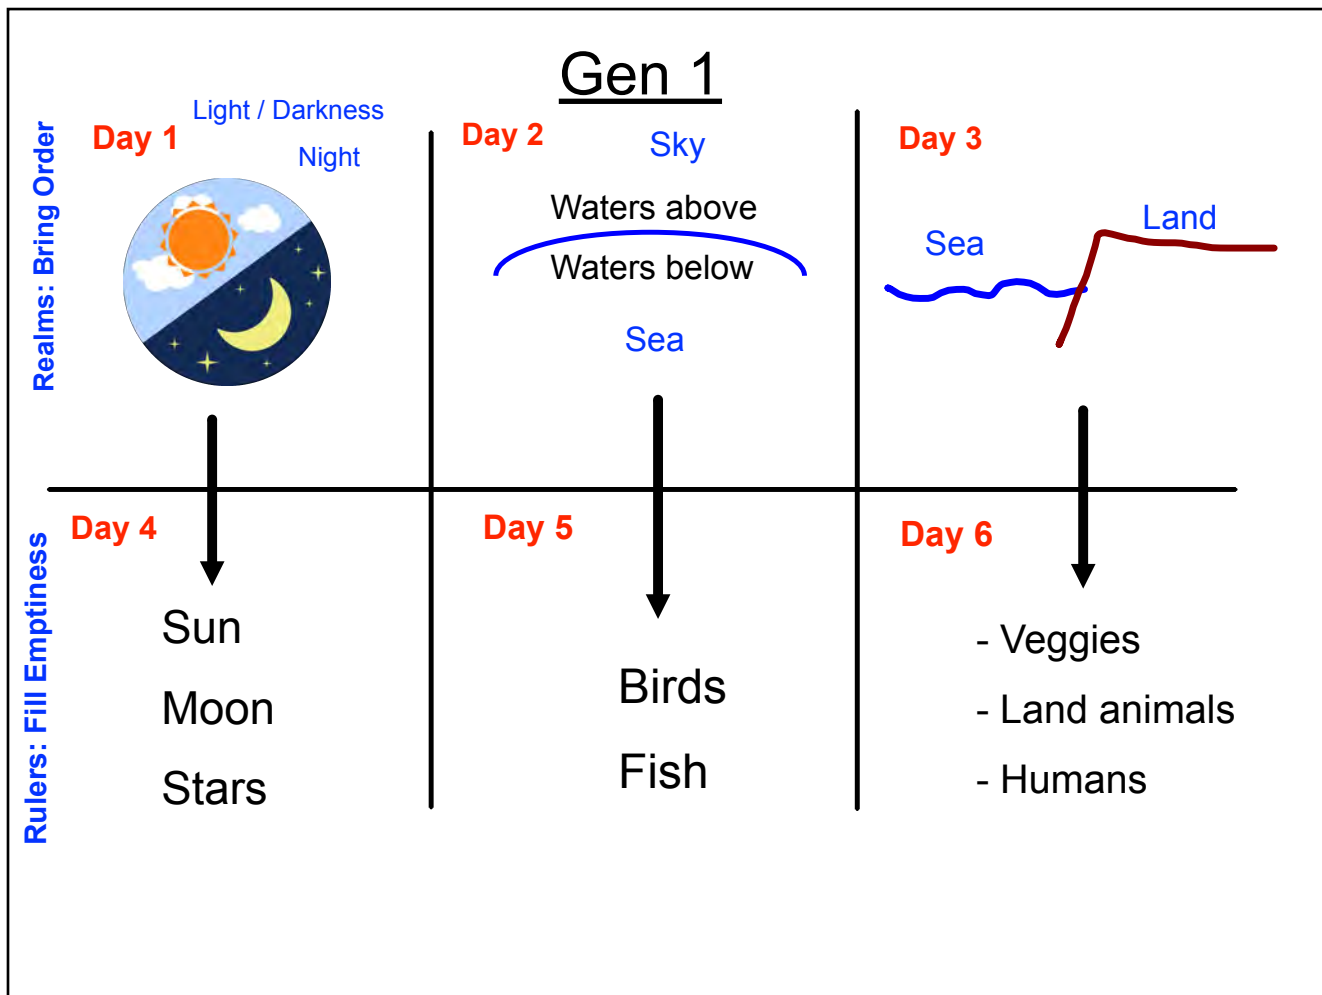 Gen 1
Realms: Bring Order
Day 1
Light / Darkness
Night
Day 2
Sky
Waters above
Waters below
Sea
Day 3
Sea
Land
Rulers: Fill Emptiness
Day 4
Sun
Moon
Stars
Day 5
Birds
Fish
Day 6
- Veggies
- Land animals
- Humans